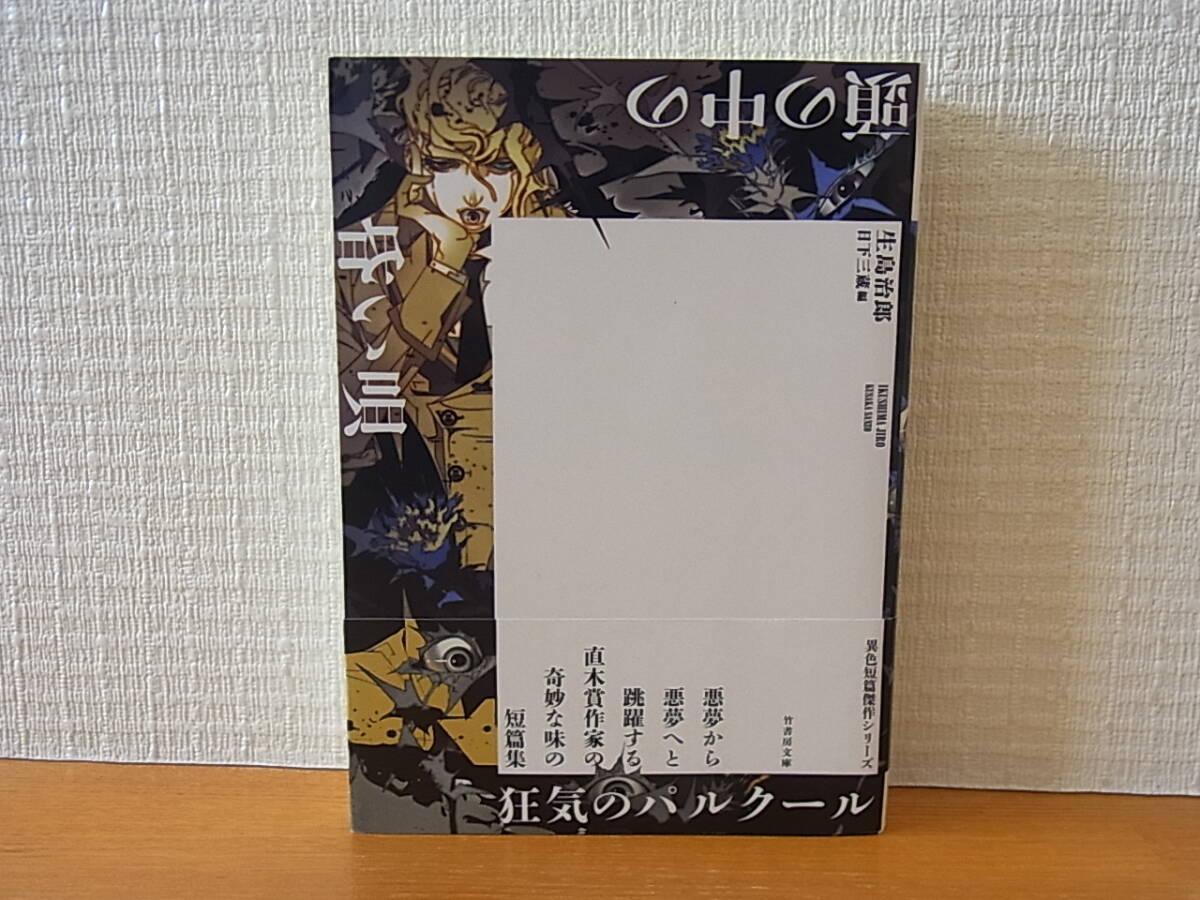 頭の中の
昏い唄
生島治郎
日下三蔵 編
IKUSHIMA JIRO
KUSAKA SANZO
異色短篇傑作シリーズ
竹書房文庫
悪夢から
悪夢へと
跳躍する
直木賞作家の
奇妙な味の
短篇集
狂気のパルクール